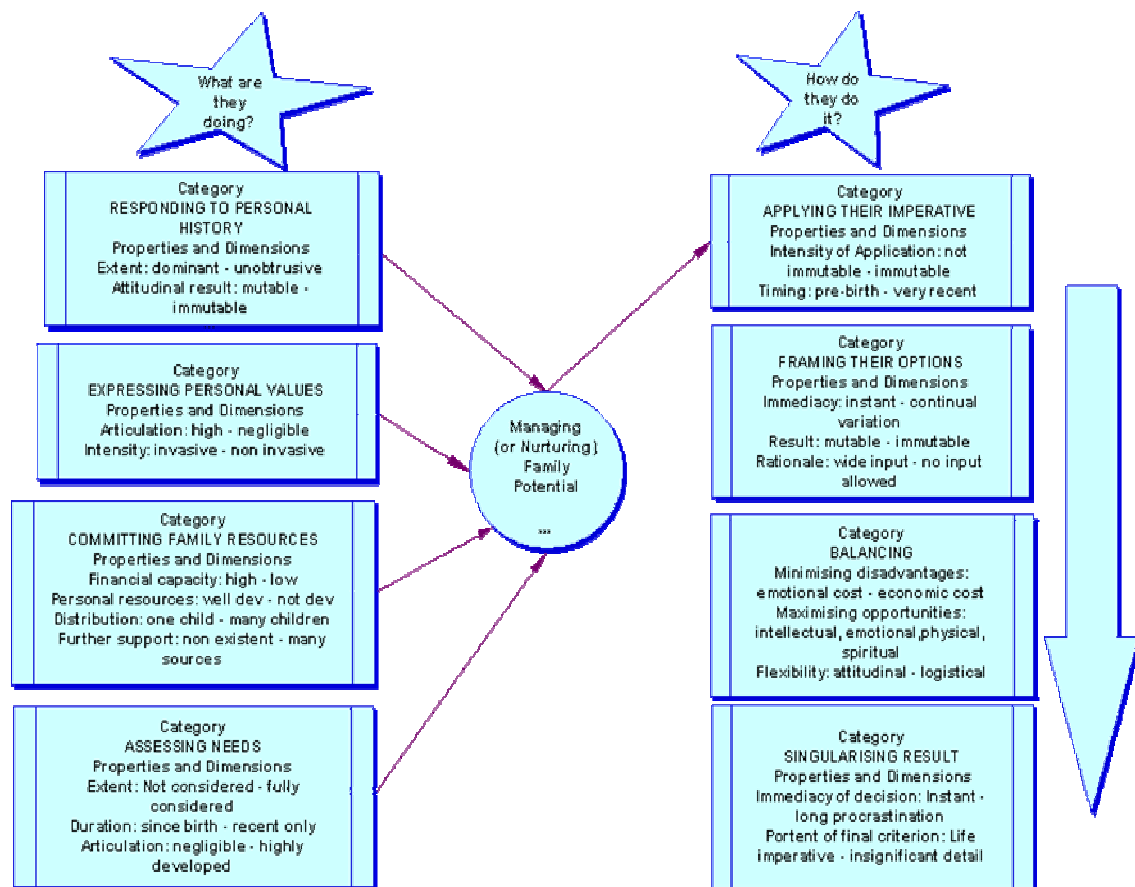 What are
they
doing?
Category
RESPONDING TO PERSONAL
HISTORY
Properties and Dimensions
Extent: dominant - unobtrusive
Attitudinal result: mutable -
immutable
Category
EXPRESSING PERSONAL VALUES
Properties and Dimensions
Articulation: high - negligible
Intensity: invasive - non invasive
Category
COMMITTING FAMILY RESOURCES
Properties and Dimensions
Financial capacity: high - low
Personal resources: well dev - not dev
Distribution: one child - many children
Further support: non existent - many
sources
Category
ASSESSING NEEDS
Properties and Dimensions
Extent: Not considered - fully
considered
Duration: since birth - recent only
Articulation: negligible - highly
developed
Managing
(or Nurturing)
Family
Potential
...
How do
they do
it?
Category
APPLYING THEIR IMPERATIVE
Properties and Dimensions
Intensity of Application: not
immutable - immutable
Timing: pre-birth - very recent
Category
FRAMING THEIR OPTIONS
Properties and Dimensions
Immediacy: instant - continual
variation
Result: mutable - immutable
Rationale: wide input - no input
allowed
Category
BALANCING
Minimising disadvantages:
emotional cost - economic cost
Maximising opportunities:
intellectual, emotional,physical,
spiritual
Flexibility: attitudinal - logistical
Category
SINGULARISING RESULT
Properties and Dimensions
Immediacy of decision: Instant -
long procrastination
Portent of final criterion: Life
imperative - insignificant detail